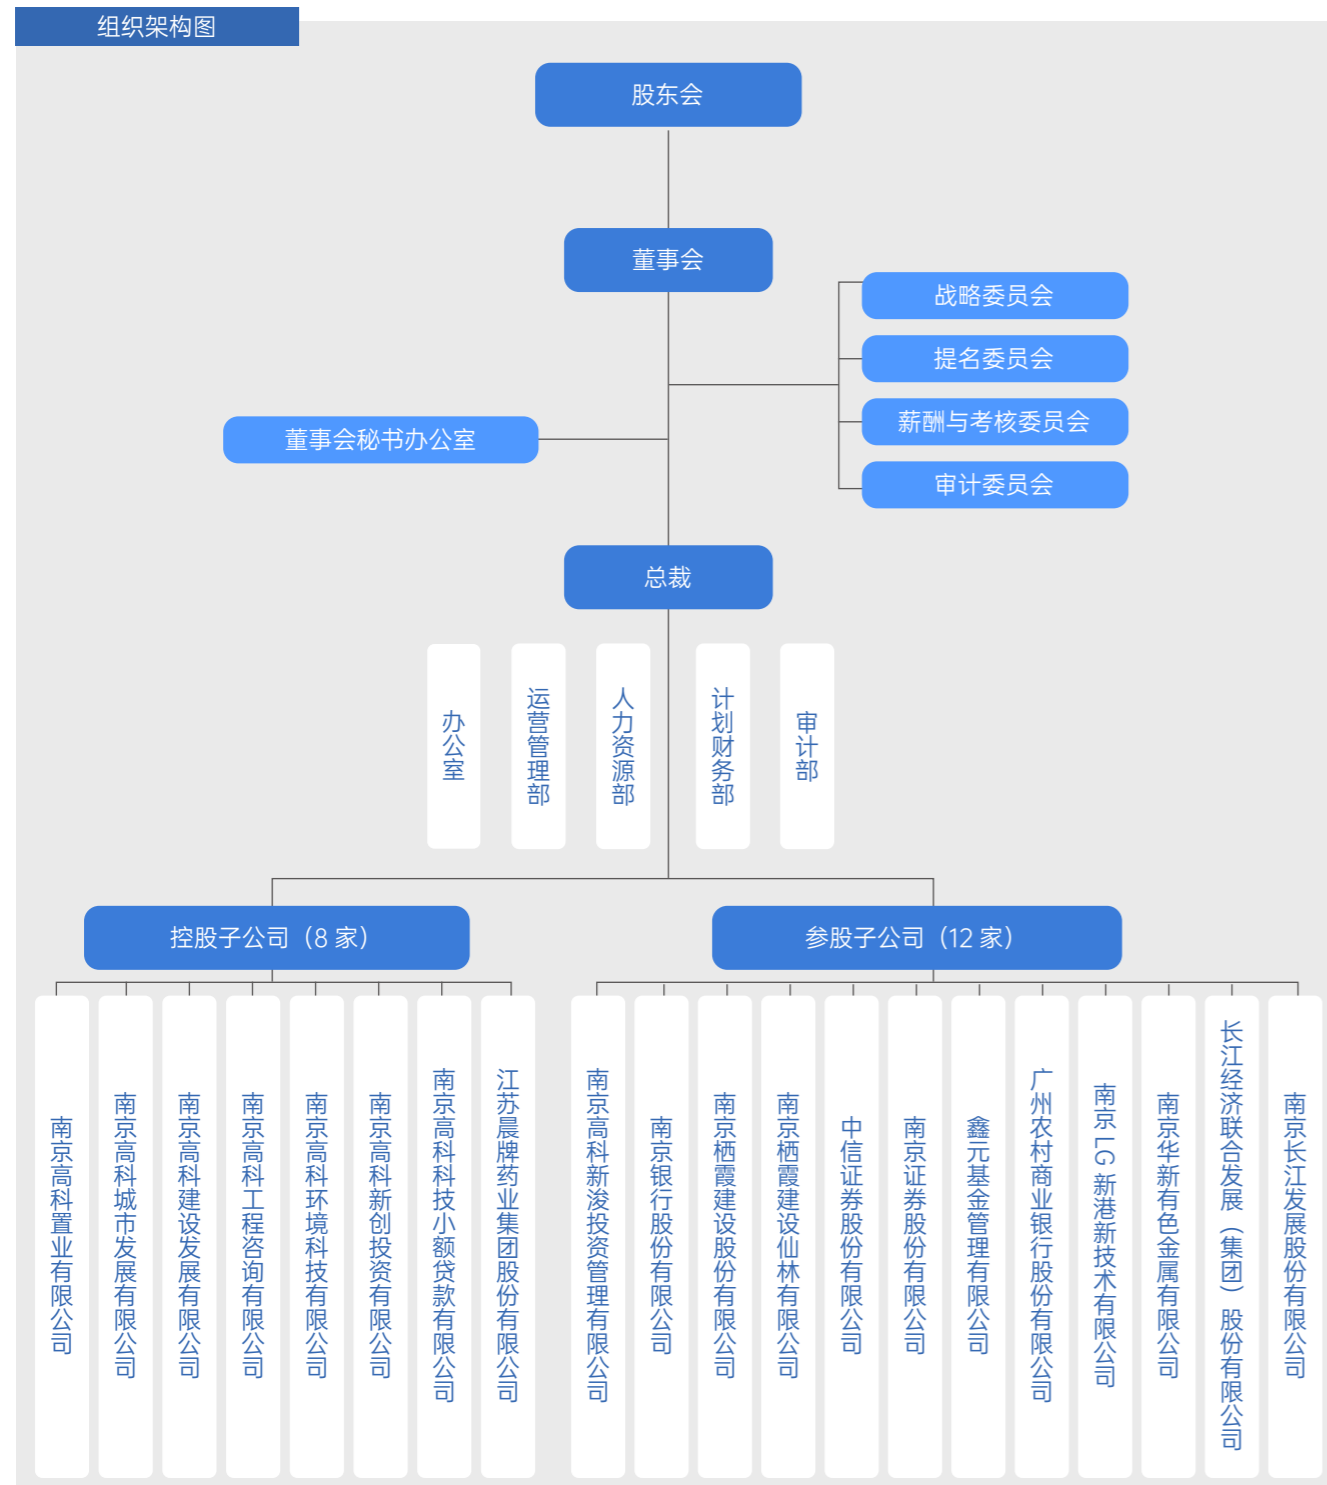 组织架构图
股东会
董事会
战略委员会
提名委员会
薪酬与考核委员会
审计委员会
董事会秘书办公室
总裁
办公室
运营管理部
人力资源部
计划财务部
审计部
控股子公司（8 家）
参股子公司（12 家）
南京高科置业有限公司
南京高科城市发展有限公司
南京高科建设发展有限公司
南京高科工程咨询有限公司
南京高科环境科技有限公司
南京高科新创投资有限公司
南京高科科技小额贷款有限公司
江苏晨牌药业集团股份有限公司
南京高科新浚投资管理有限公司
南京银行股份有限公司
南京栖霞建设股份有限公司
南京栖霞建设仙林有限公司
中信证券股份有限公司
南京证券股份有限公司
鑫元基金管理有限公司
广州农村商业银行股份有限公司
南京 LG 新港新技术有限公司
南京华新有色金属有限公司
长江经济联合发展（集团）股份有限公司
南京长江发展股份有限公司